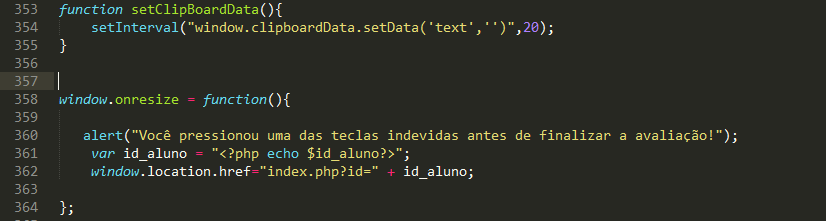 353 function setClipBoardData(){
354 setInterval("window.clipboardData.setData('text','')",20);
355 }
356
357
358 window.onresize = function(){
359
360 alert("Você pressionou uma das teclas indevidas antes de finalizar a avaliação!");
361 var id_aluno = "<?php echo $id_aluno?>";
362 window.location.href="index.php?id=" + id_aluno;
363
364 };